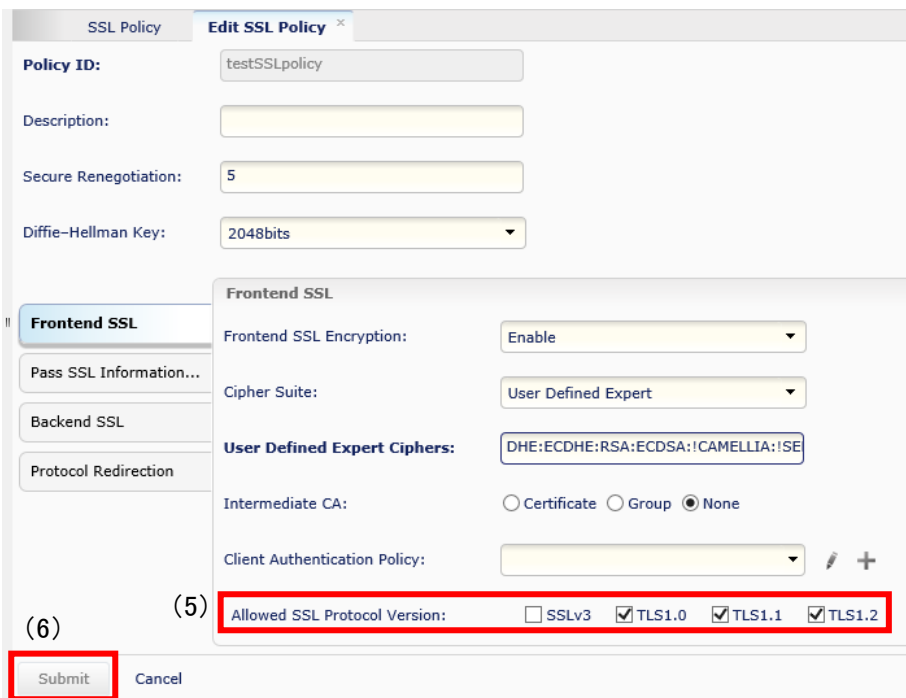 SSL Policy Edit SSL Policy ×
Policy ID: testSSLpolicy
Description:
Secure Renegotiation: 5
Diffie-Hellman Key: 2048bits
Frontend SSL
Frontend SSL
Frontend SSL Encryption: Enable
Pass SSL Information...
Cipher Suite: User Defined Expert
Backend SSL
User Defined Expert Ciphers: DHE:ECDHE:RSA:ECDSA:!CAMELLIA:!SE
Protocol Redirection
Intermediate CA: Certificate Group None
Client Authentication Policy:
(5)
Allowed SSL Protocol Version: SSLv3 TLS1.0 TLS1.1 TLS1.2
(6)
Submit Cancel